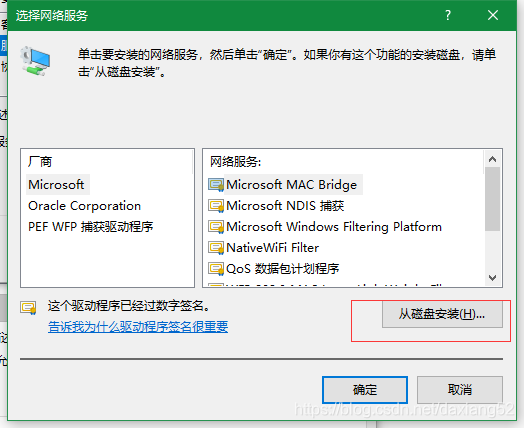 选择网络服务
单击要安装的网络服务，然后单击“确定”。如果你有这个功能的安装磁盘，请单
击“从磁盘安装”。
厂商
Microsoft
Oracle Corporation
PEF WFP 捕获驱动程序
网络服务:
Microsoft MAC Bridge
Microsoft NDIS 捕获
Microsoft Windows Filtering Platform
NativeWiFi Filter
QoS 数据包计划程序
这个驱动程序已经过数字签名。
告诉我为什么驱动程序签名很重要
从磁盘安装(H)...
确定
取消
https://blog.csdn.net/daxiang52